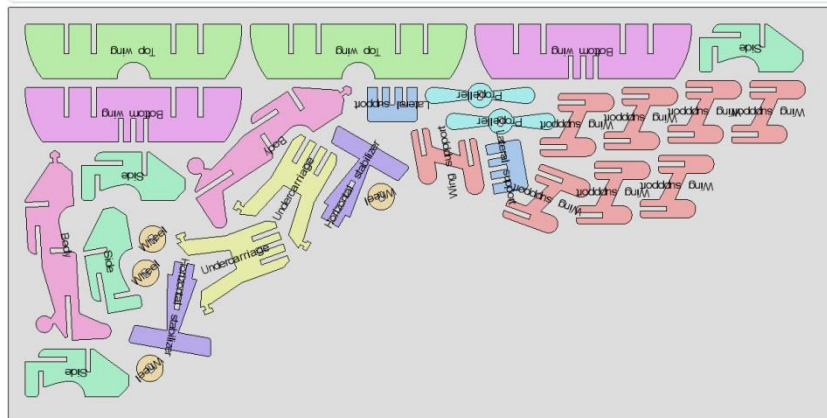 Top wing
Top wing
Bottom wing
Side
Bottom wing
Body
Lateral
support
Propeller
Propeller
Wing
support
Wing
support
Wing
support
Wing
support
Side
Undercarriage
Horizontal stabilizer
Wheel
Wing
support
Lateral
support
Wing
support
Wing
support
Wing
support
Body
Side
Wheel
Wheel
Undercarriage
Horizontal stabilizer
Side
Wheel